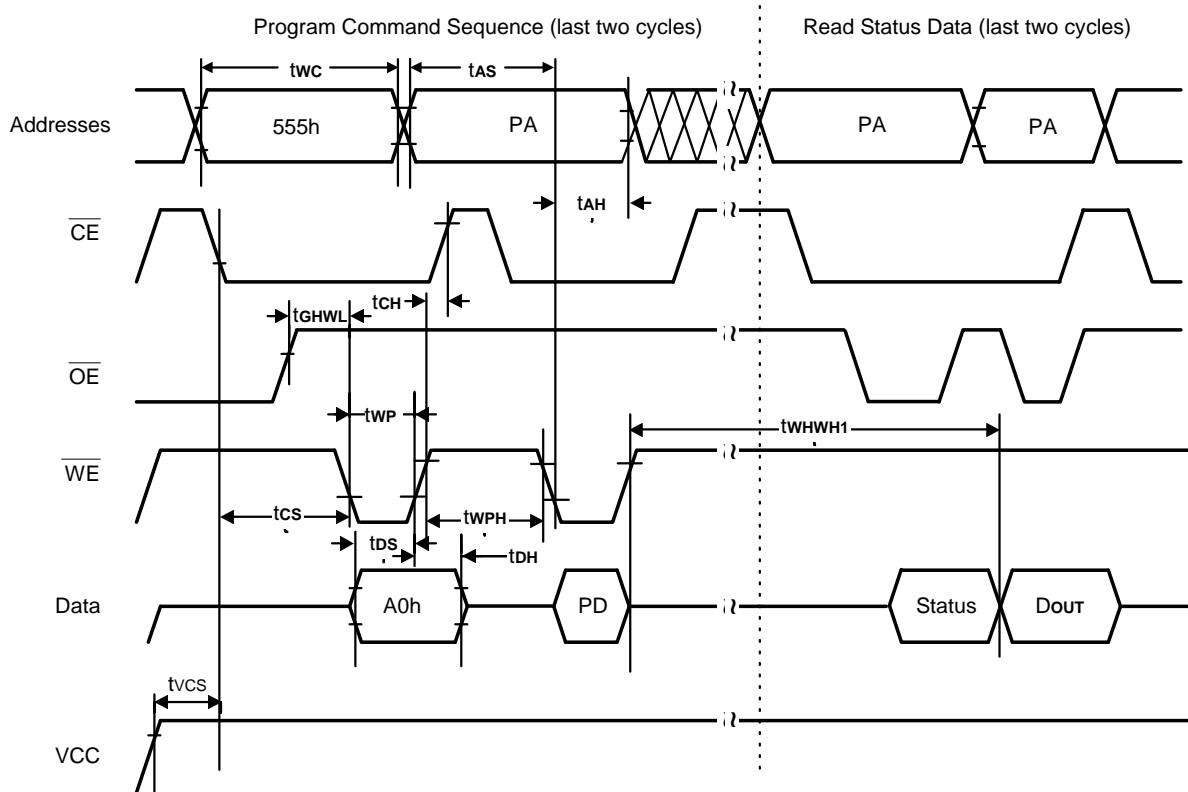 Program Command Sequence (last two cycles) Read Status Data (last two cycles)
tWC tAS
Addresses 555h PA PA PA
tAH
CE
tCH
tGHWL
OE
tWP
tWHWH1
WE
tCS tWPH
tDS tDH
Data A0h PD Status DOUT
tVCS
VCC